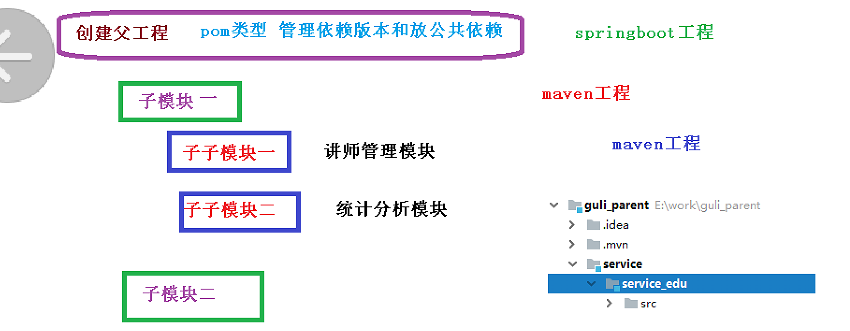 创建父工程 pom类型 管理依赖版本和放公共依赖 springboot工程
子模块一 maven工程
子子模块一 讲师管理模块 maven工程
子子模块二 统计分析模块
guli_parent E:\work\guli_parent
.idea
.mvn
service
service_edu
src
子模块二